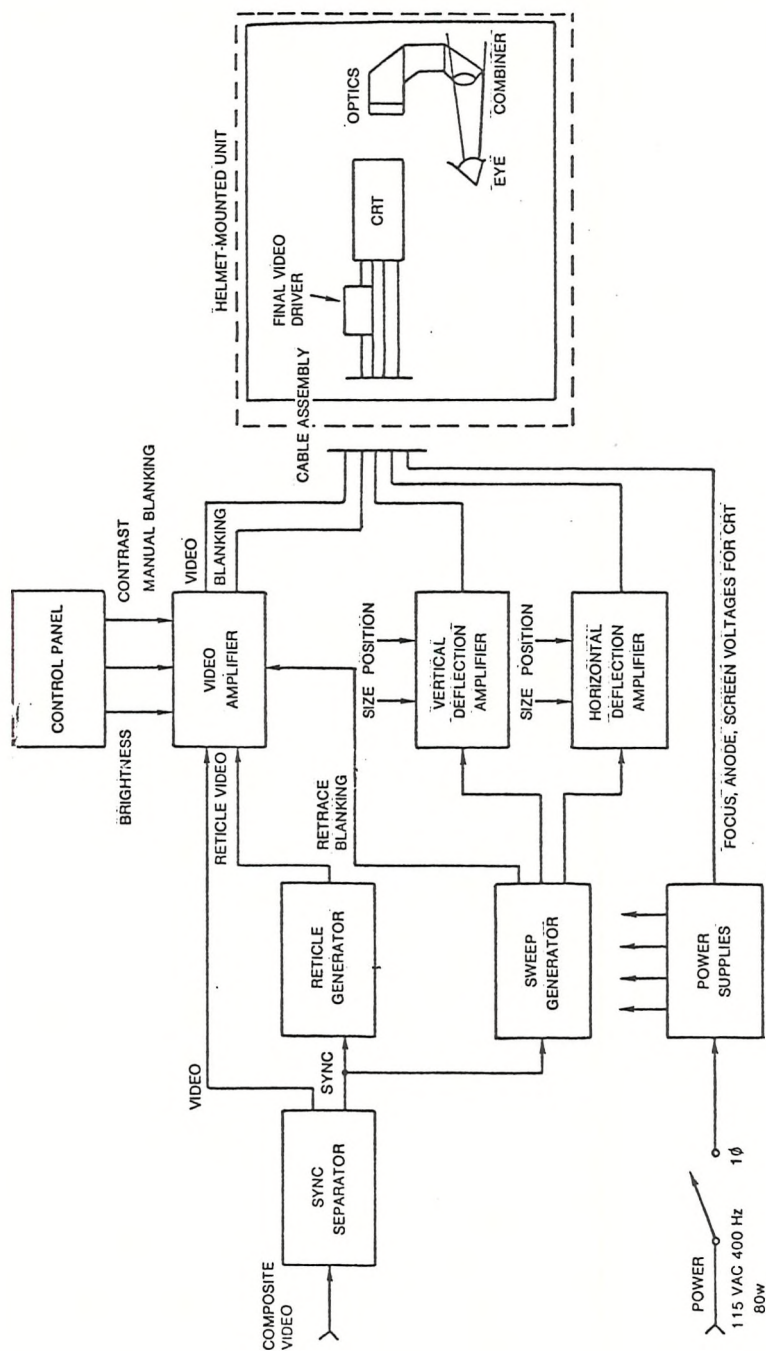 COMPOSITE
VIDEO
SYNC
SEPARATOR
VIDEO
SYNC
RETICLE
GENERATOR
RETICLE VIDEO
CONTROL PANEL
BRIGHTNESS
CONTRAST
MANUAL BLANKING
VIDEO
AMPLIFIER
VIDEO
BLANKING
RETRACE
BLANKING
SWEEP
GENERATOR
SIZE POSITION
VERTICAL
DEFLECTION
AMPLIFIER
SIZE POSITION
HORIZONTAL
DEFLECTION
AMPLIFIER
POWER
115 VAC 400 Hz
80w
1ϕ
POWER
SUPPLIES
FOCUS, ANODE, SCREEN VOLTAGES FOR CRT
CABLE ASSEMBLY
HELMET-MOUNTED UNIT
FINAL VIDEO
DRIVER
CRT
OPTICS
EYE
COMBINER